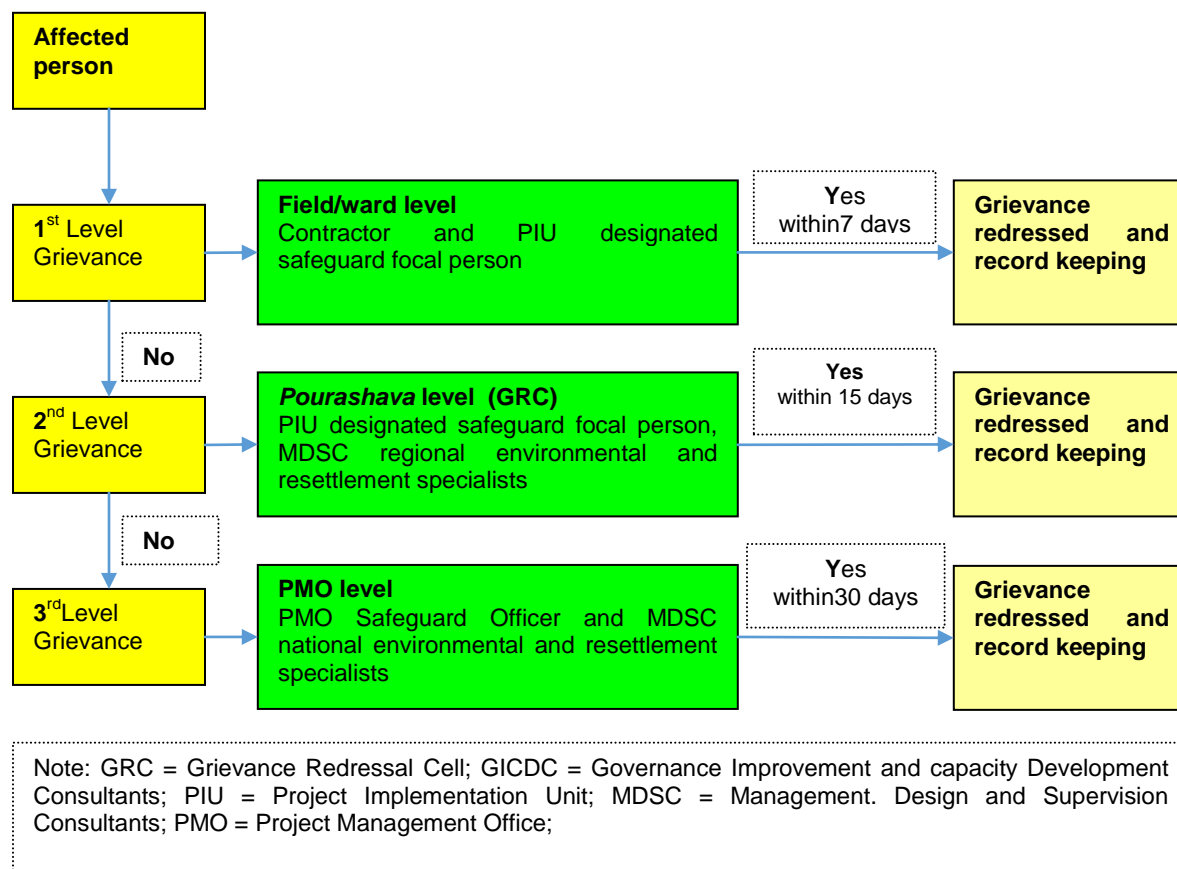 Affected
person
1st Level
Grievance
Field/ward level
Contractor and PIU designated
safeguard focal person
Yes
within7 days
Grievance
redressed and
record keeping
No
2nd Level
Grievance
Pourashava level (GRC)
PIU designated safeguard focal person,
MDSC regional environmental and
resettlement specialists
Yes
within 15 days
Grievance
redressed and
record keeping
No
3rdLevel
Grievance
PMO level
PMO Safeguard Officer and MDSC
national environmental and resettlement
specialists
Yes
within30 days
Grievance
redressed and
record keeping
Note: GRC = Grievance Redressal Cell; GICDC = Governance Improvement and capacity Development
Consultants; PIU = Project Implementation Unit; MDSC = Management. Design and Supervision
Consultants; PMO = Project Management Office;